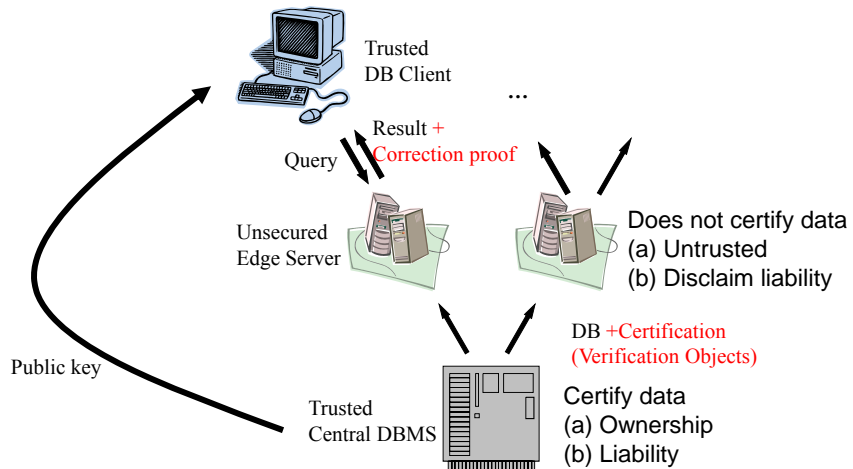 Trusted
DB Client
...
Result +
Correction proof
Query
Unsecured
Edge Server
Does not certify data
(a) Untrusted
(b) Disclaim liability
DB +Certification
(Verification Objects)
Public key
Trusted
Central DBMS
Certify data
(a) Ownership
(b) Liability